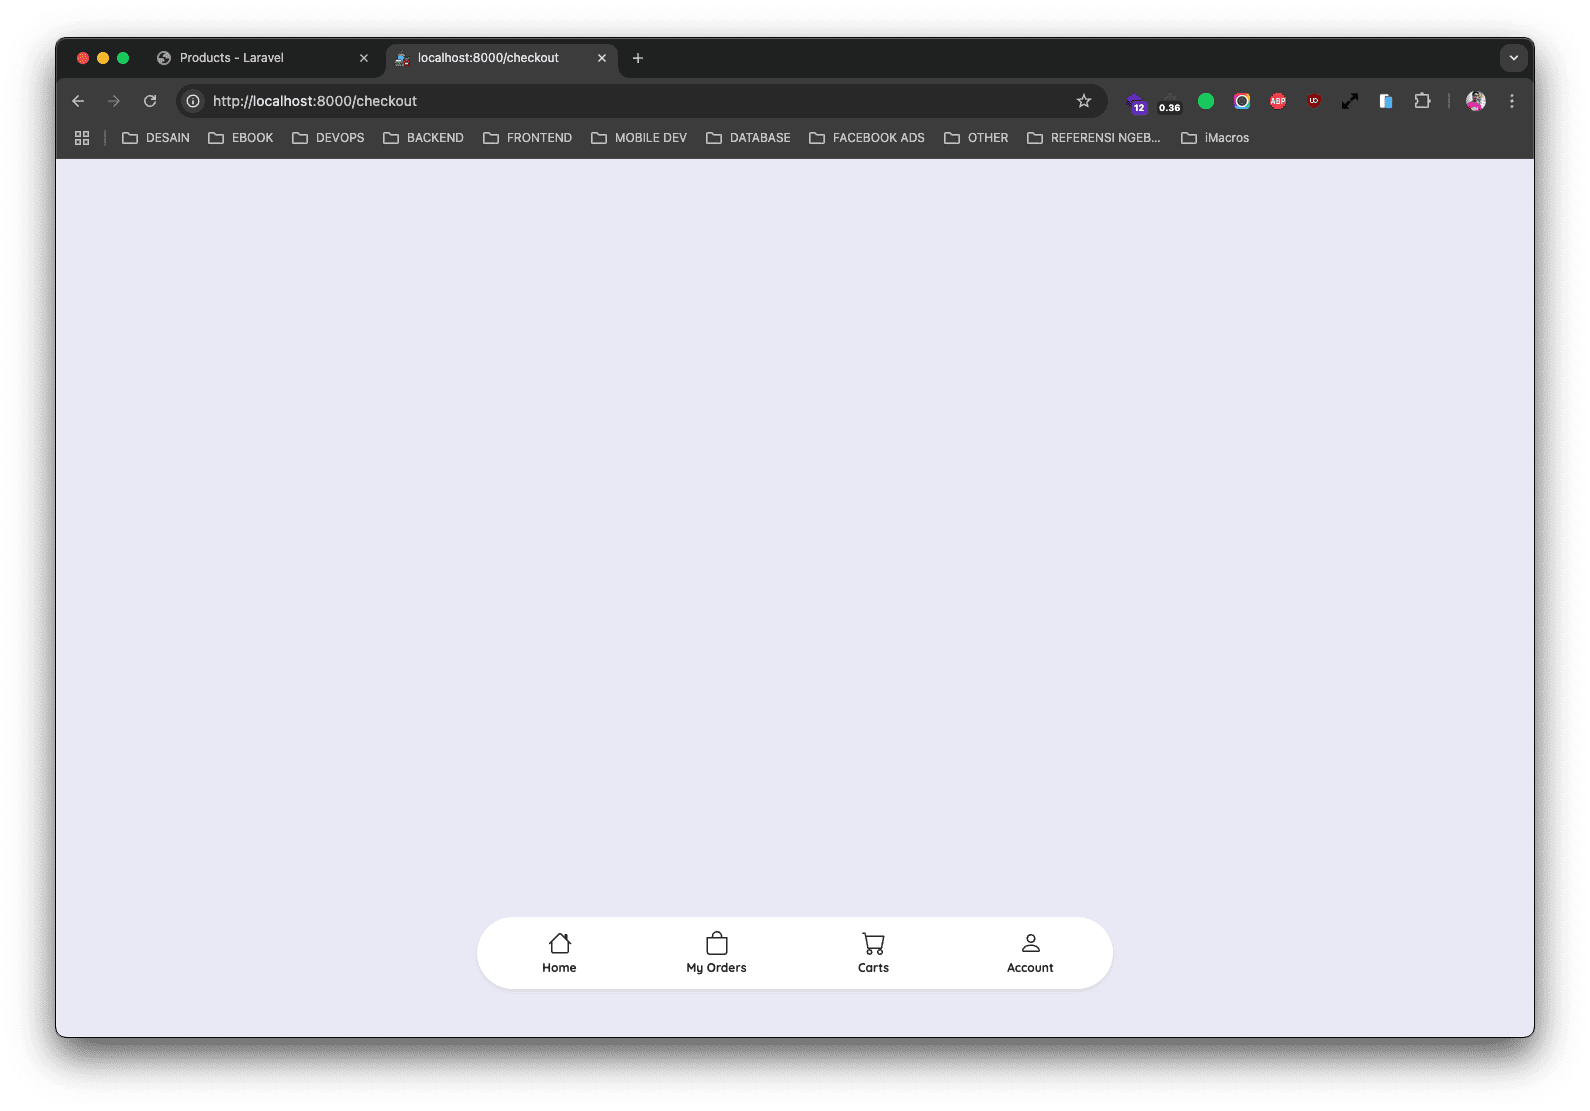 Products - Laravel
localhost:8000/checkout
http://localhost:8000/checkout
12
0.36
ABP
UO
DESAIN
EBOOK
DEVOPS
BACKEND
FRONTEND
MOBILE DEV
DATABASE
FACEBOOK ADS
OTHER
REFERENSI NGEB...
iMacros
Home
My Orders
Carts
Account